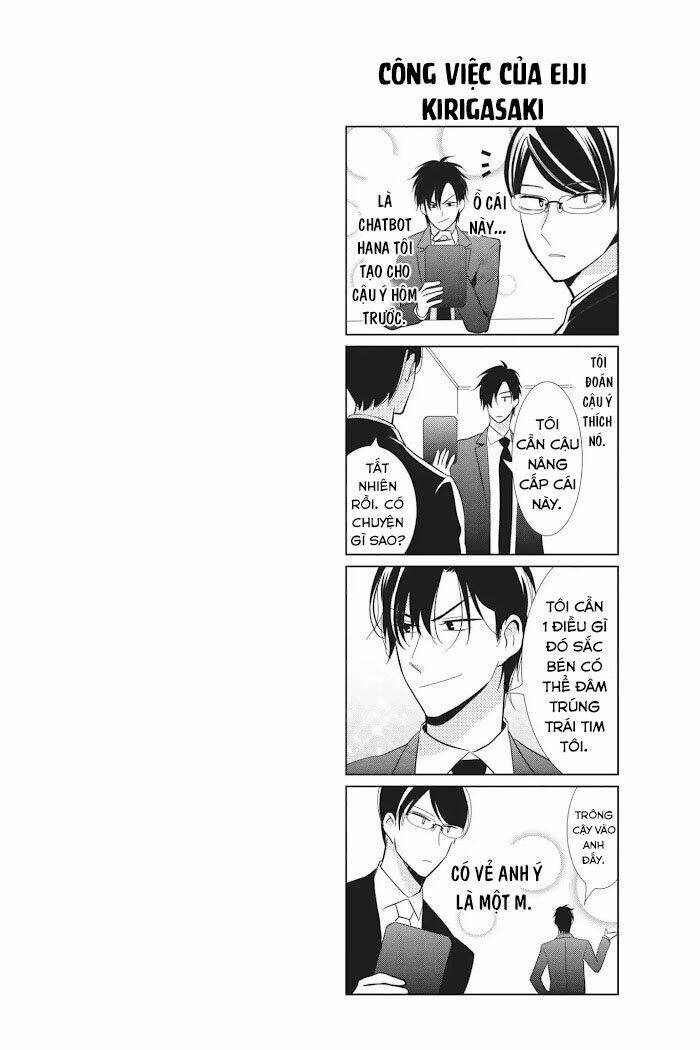 CÔNG VIỆC CỦA EIJI
KIRIGASAKI
Ồ CÁI
NÀY...
LÀ
CHATBOT
HANA TÔI
TẠO CHO
CẬU Ý HÔM
TRƯỚC.
TÔI
ĐOÁN
CẬU Ý
THÍCH
NÓ.
TÔI
CẦN CẬU
NÂNG
CẤP CÁI
NÀY.
TẤT
NHIÊN
RỒI. CÓ
CHUYỆN
GÌ SAO?
TÔI CẦN
1 ĐIỀU GÌ
ĐÓ SẮC
BÉN CÓ
THỂ ĐÂM
TRÚNG
TRÁI TIM
TÔI.
TRÔNG
CẬY VÀO
ANH
ĐẤY.
CÓ VẺ ANH Ý
LÀ MỘT M.